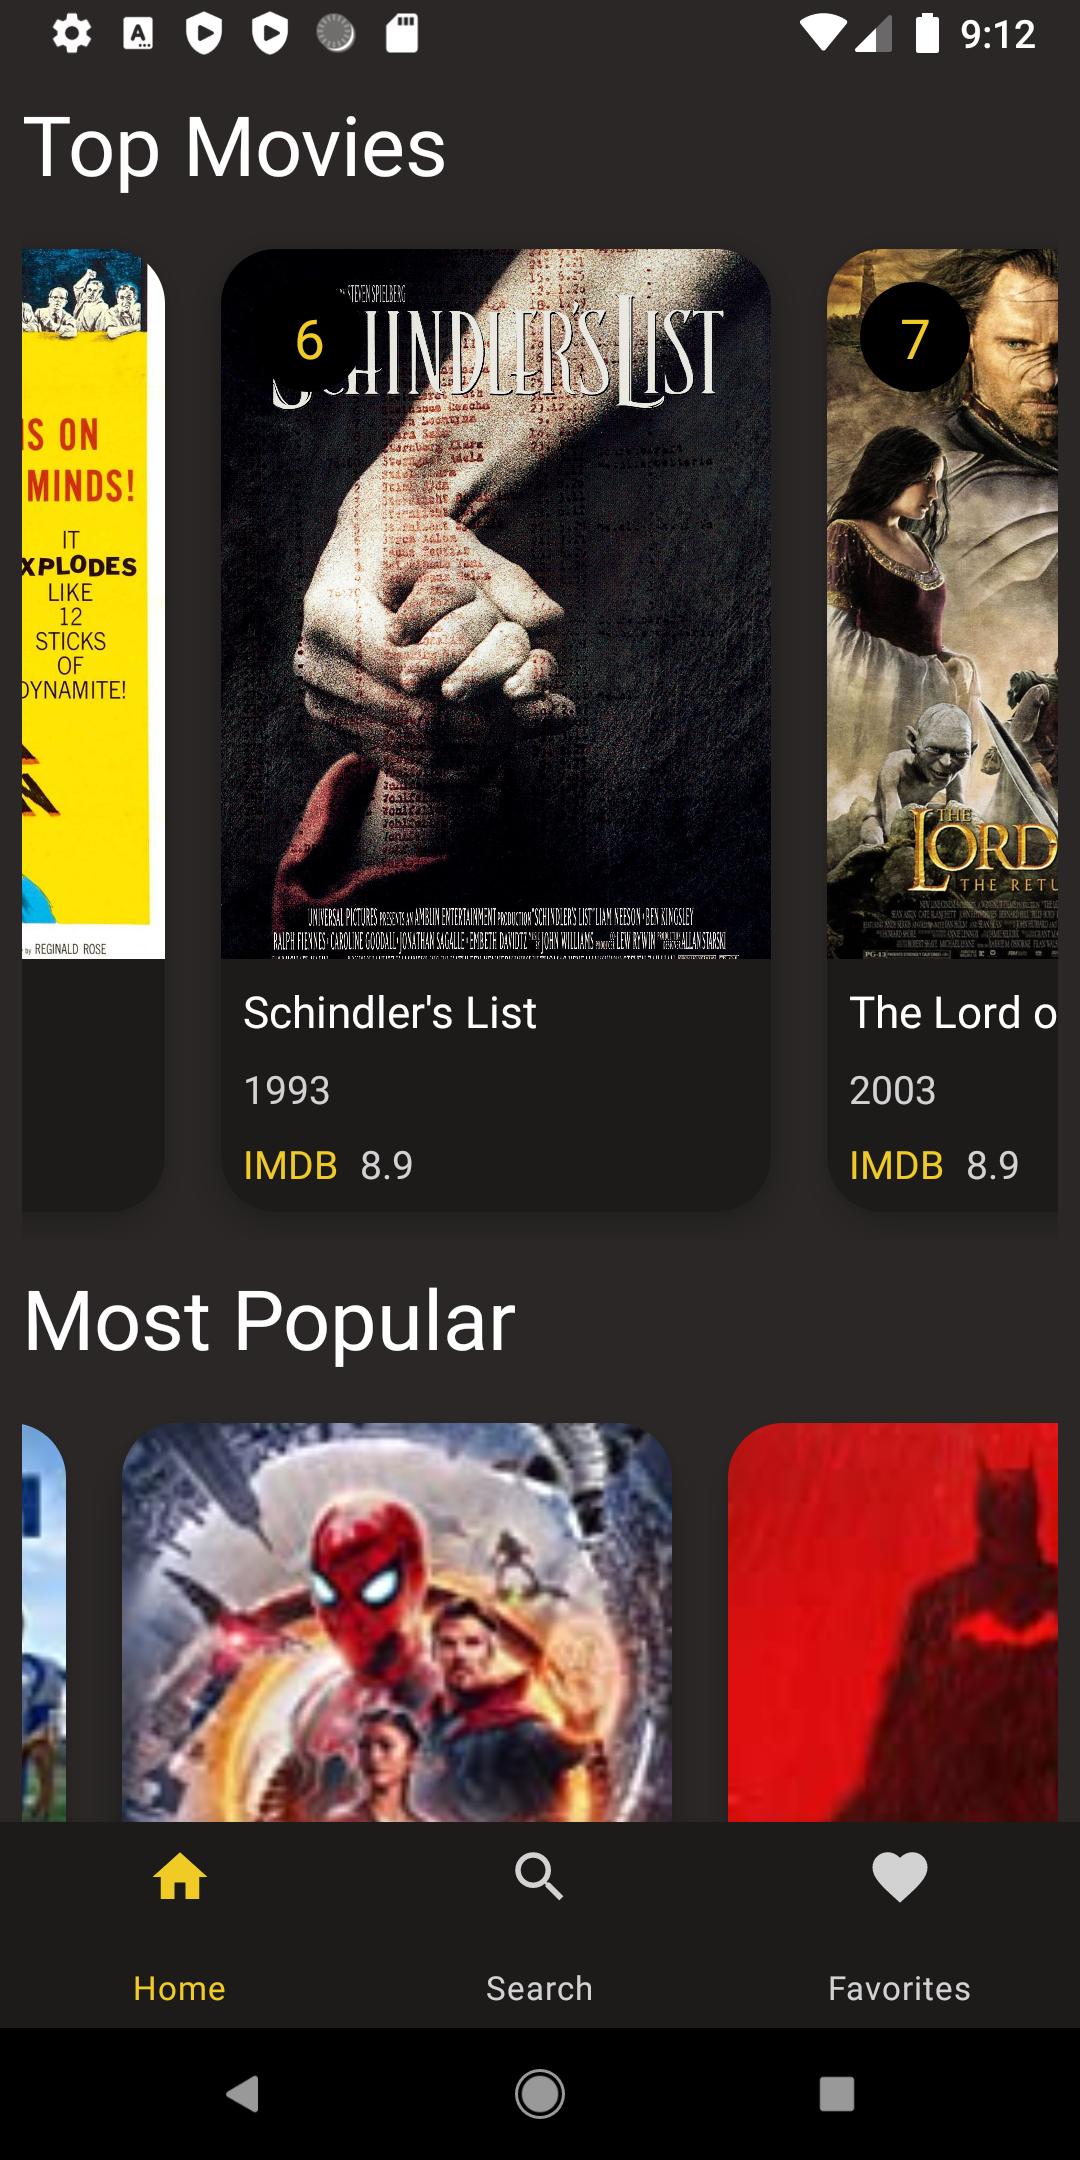 9:12
Top Movies
IS ON
MINDS!
IT
XPLODES
LIKE
12
STICKS
OF
DYNAMITE!
by REGINALD ROSE
6
STEVEN SPIELBERG
SCHINDLER'S LIST
UNIVERSAL PICTURES PRESENTS AN AMBLIN ENTERTAINMENT PRODUCTION "SCHINDLER'S LIST" LIAM NEESON · BEN KINGSLEY
RALPH FIENNES · CAROLINE GOODALL · JONATHAN SAGALLE · EMBETH DAVIDTZ JOHN WILLIAMS LEW RYWIN ALLAN STARSKI
Schindler's List
1993
IMDB 8.9
7
THE
LORD
THE RETU
PG-13
The Lord o
2003
IMDB 8.9
Most Popular
Home
Search
Favorites